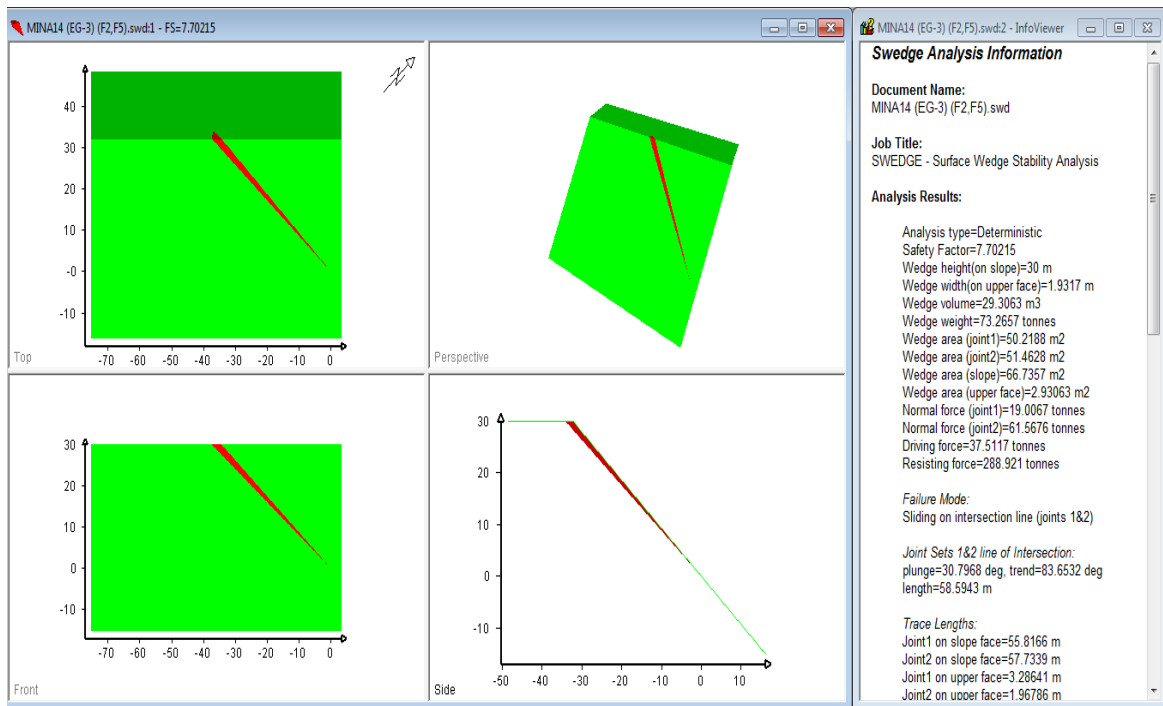 MINA14 (EG-3) (F2,F5).swd:1 - FS=7.70215
N
40
30
20
10
-0
-10
-70 -60 -50 -40 -30 -20 -10 0
Top
Perspective
30
20
10
0
-10
-70 -60 -50 -40 -30 -20 -10 0
Front
30
20
10
0
-10
-50 -40 -30 -20 -10 0 10
Side
MINA14 (EG-3) (F2,F5).swd:2 - InfoViewer
Swedge Analysis Information
Document Name:
MINA14 (EG-3) (F2,F5).swd
Job Title:
SWEDGE - Surface Wedge Stability Analysis
Analysis Results:
Analysis type=Deterministic
Safety Factor=7.70215
Wedge height(on slope)=30 m
Wedge width(on upper face)=1.9317 m
Wedge volume=29.3063 m3
Wedge weight=73.2657 tonnes
Wedge area (joint1)=50.2188 m2
Wedge area (joint2)=51.4628 m2
Wedge area (slope)=66.7357 m2
Wedge area (upper face)=2.93063 m2
Normal force (joint1)=19.0067 tonnes
Normal force (joint2)=61.5676 tonnes
Driving force=37.5117 tonnes
Resisting force=288.921 tonnes
Failure Mode:
Sliding on intersection line (joints 1&2)
Joint Sets 1&2 line of Intersection:
plunge=30.7968 deg, trend=83.6532 deg
length=58.5943 m
Trace Lengths:
Joint1 on slope face=55.8166 m
Joint2 on slope face=57.7339 m
Joint1 on upper face=3.28641 m
Joint2 on upper face=1.96786 m